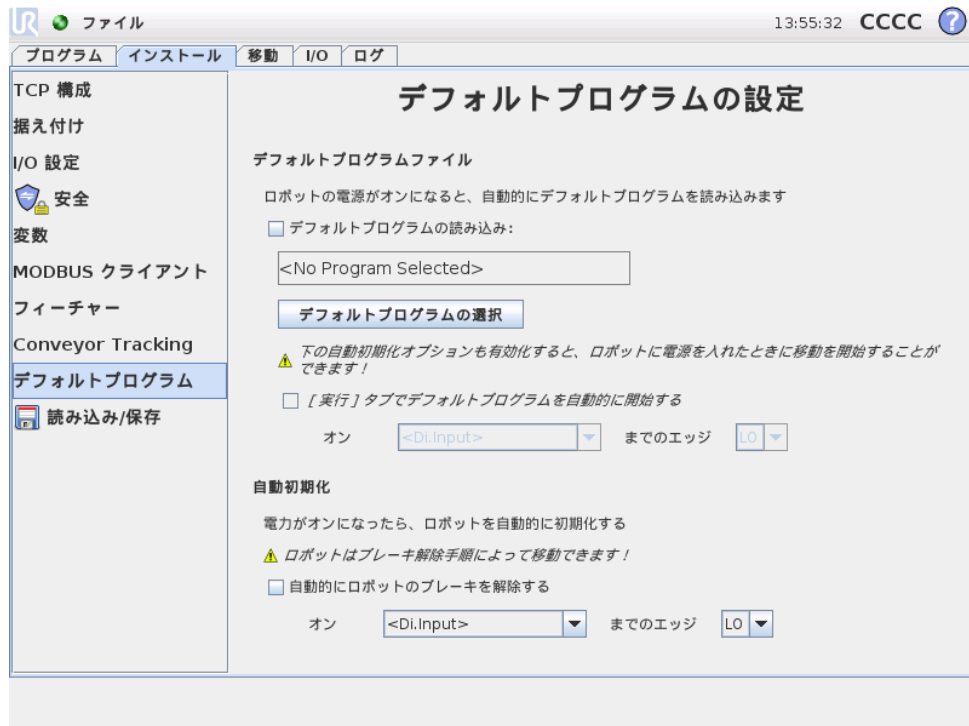 UR ファイル 13:55:32 CCCC ?
プログラム インストール 移動 I/O ログ
TCP 構成
据え付け
I/O 設定
安全
変数
MODBUS クライアント
フィーチャー
Conveyor Tracking
デフォルトプログラム
読み込み/保存
デフォルトプログラムの設定
デフォルトプログラムファイル
ロボットの電源がオンになると、自動的にデフォルトプログラムを読み込みます
デフォルトプログラムの読み込み:
<No Program Selected>
デフォルトプログラムの選択
下の自動初期化オプションも有効化すると、ロボットに電源を入れたときに移動を開始することが
できます!
[ 実行 ] タブでデフォルトプログラムを自動的に開始する
オン <Di.Input> までのエッジ LO
自動初期化
電力がオンになったら、ロボットを自動的に初期化する
ロボットはブレーキ解除手順によって移動できます!
自動的にロボットのブレーキを解除する
オン <Di.Input> までのエッジ LO